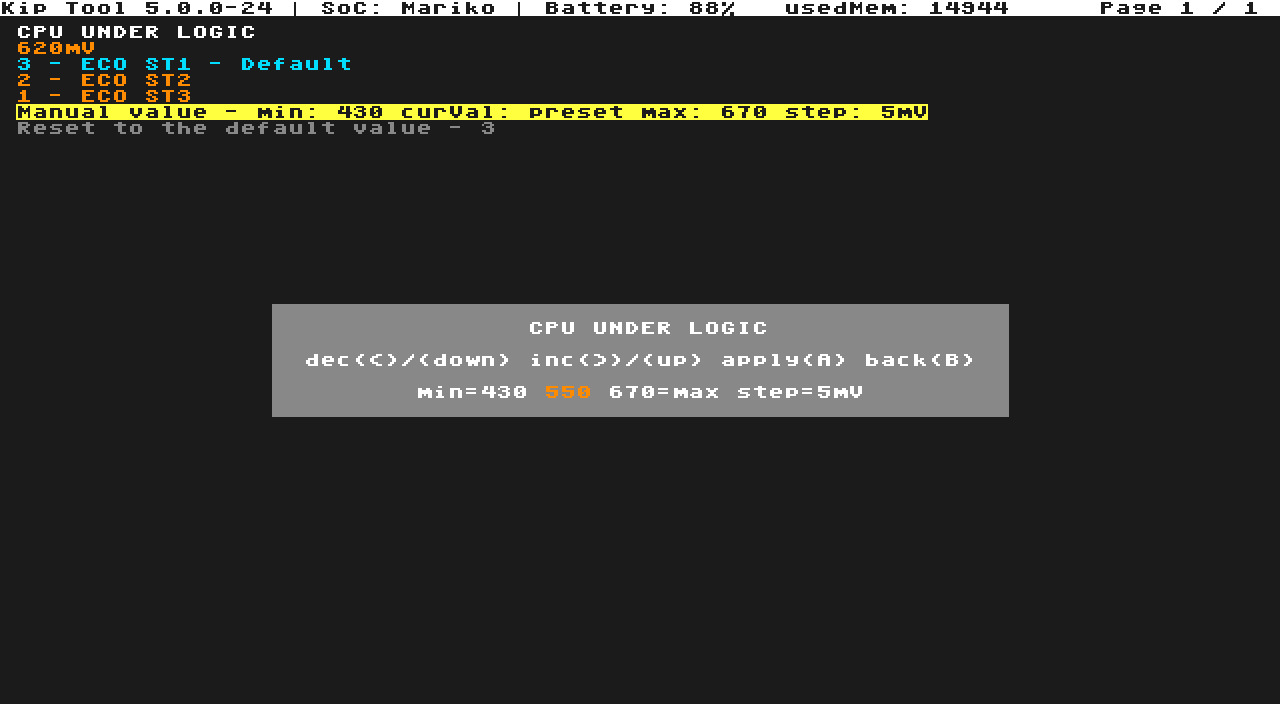 Kip Tool 5.0.0-24 | SoC: Mariko | Battery: 88% usedMem: 14944 Page 1 / 1
CPU UNDER LOGIC
620mV
3 - ECO ST1 - Default
2 - ECO ST2
1 - ECO ST3
Manual value - min: 430 curVal: preset max: 670 step: 5mV
Reset to the default value - 3
CPU UNDER LOGIC
dec(<)/(down) inc(>)/(up) apply(A) back(B)
min=430 550 670=max step=5mV